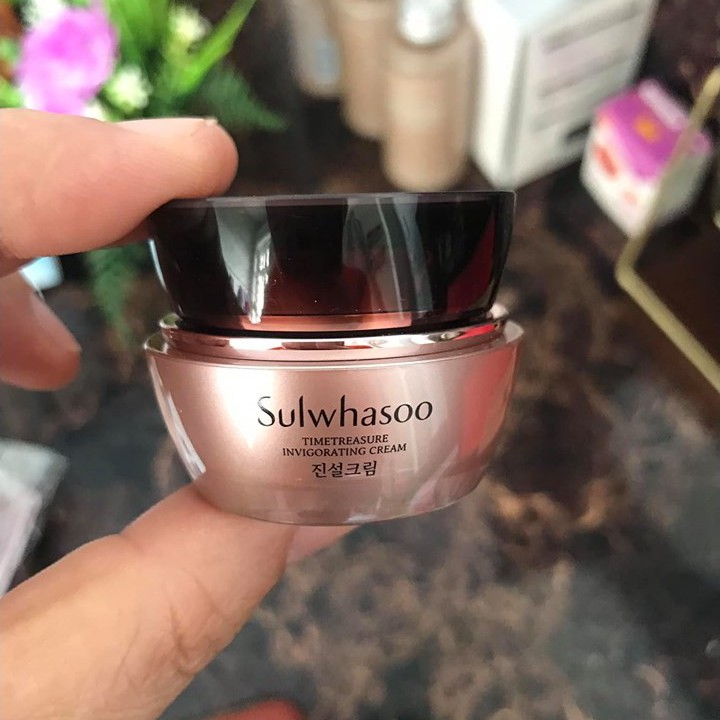 Sulwhasoo
TIMETREASURE
INVIGORATING CREAM
진설크림